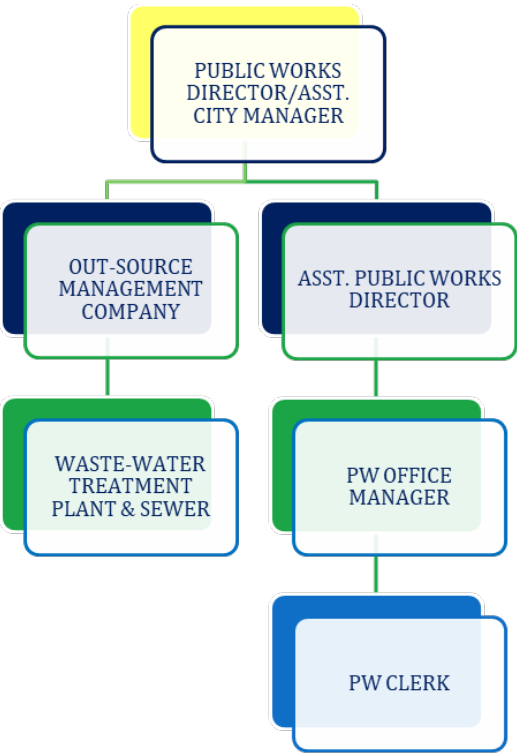 PUBLIC WORKS
DIRECTOR/ASST.
CITY MANAGER
OUT-SOURCE
MANAGEMENT
COMPANY
ASST. PUBLIC WORKS
DIRECTOR
WASTE-WATER
TREATMENT
PLANT & SEWER
PW OFFICE
MANAGER
PW CLERK